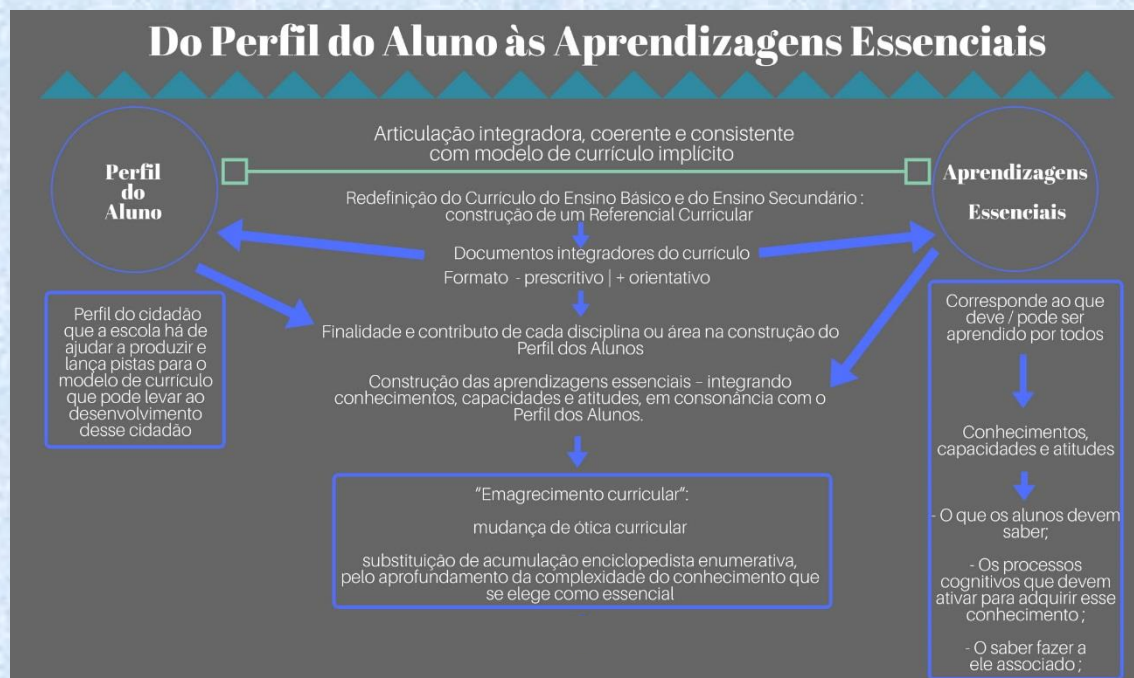 Do Perfil do Aluno às Aprendizagens Essenciais
Perfil
do
Aluno
Articulação integradora, coerente e consistente
com modelo de currículo implícito
Aprendizagens
Essenciais
Redefinição do Currículo do Ensino Básico e do Ensino Secundário :
construção de um Referencial Curricular
Documentos integradores do currículo
Formato - prescritivo | + orientativo
Perfil do cidadão
que a escola há de
ajudar a produzir e
lança pistas para o
modelo de currículo
que pode levar ao
desenvolvimento
desse cidadão
Finalidade e contributo de cada disciplina ou área na construção do
Perfil dos Alunos
Construção das aprendizagens essenciais – integrando
conhecimentos, capacidades e atitudes, em consonância com o
Perfil dos Alunos.
"Emagrecimento curricular":
mudança de ótica curricular
substituição de acumulação enciclopedista enumerativa,
pelo aprofundamento da complexidade do conhecimento que
se elege como essencial
Corresponde ao que
deve / pode ser
aprendido por todos
Conhecimentos,
capacidades e atitudes
- O que os alunos devem
saber;
- Os processos
cognitivos que devem
ativar para adquirir esse
conhecimento ;
- O saber fazer a
ele associado ;